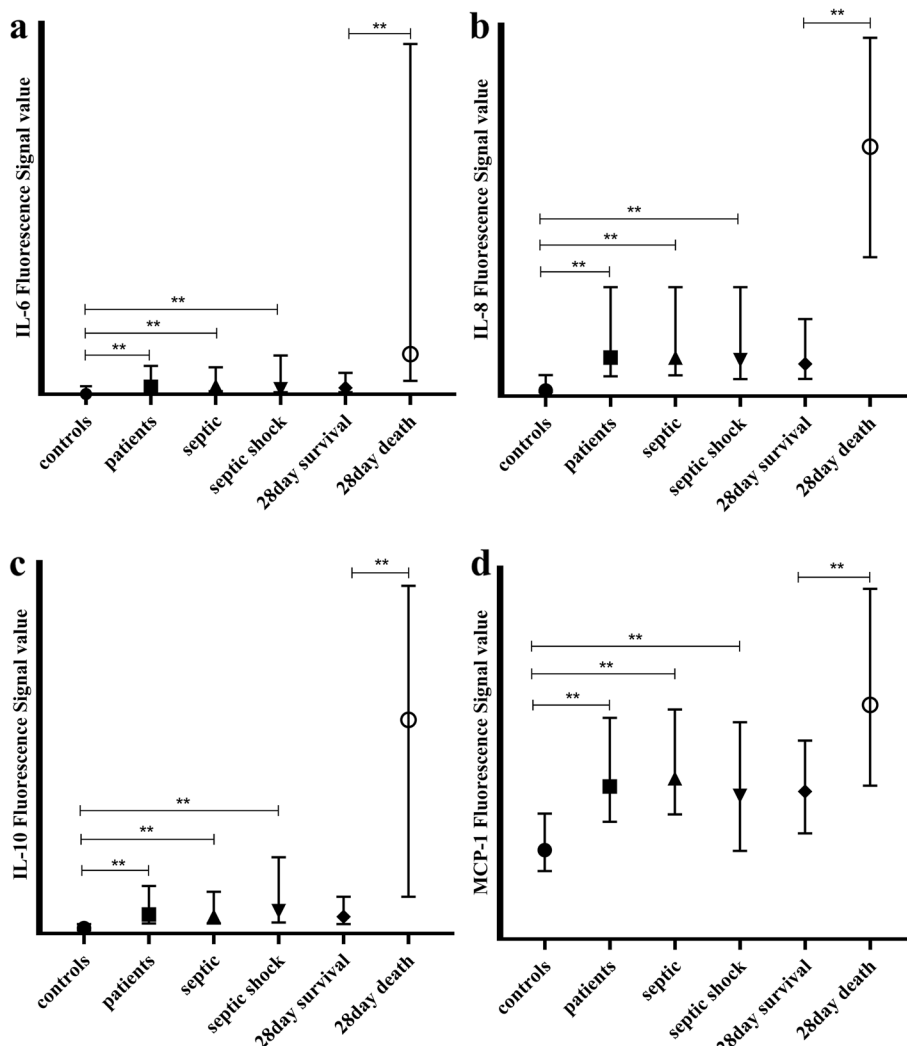 a
IL-6 Fluorescence Signal value
**
**
**
**
controls
patients
septic
septic shock
28day survival
28day death
b
IL-8 Fluorescence Signal value
**
**
**
**
controls
patients
septic
septic shock
28day survival
28day death
c
IL-10 Fluorescence Signal value
**
**
**
**
controls
patients
septic
septic shock
28day survival
28day death
d
MCP-1 Fluorescence Signal value
**
**
**
**
controls
patients
septic
septic shock
28day survival
28day death